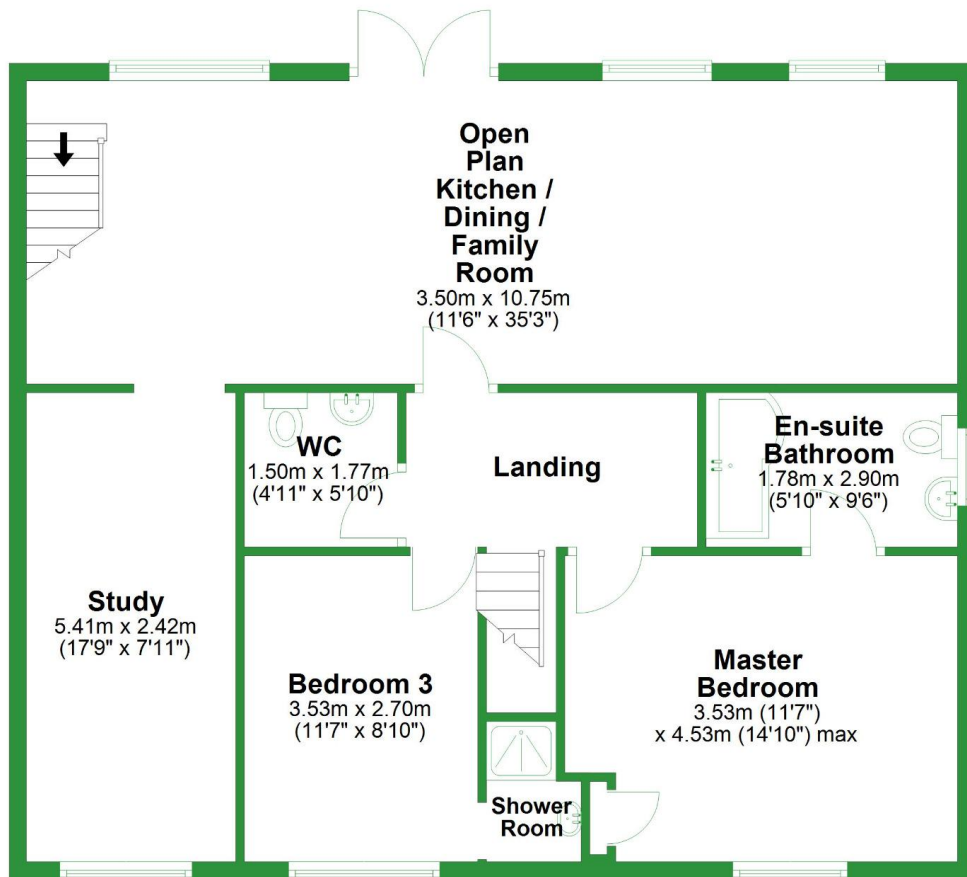 Open
Plan
Kitchen /
Dining /
Family
Room
3.50m x 10.75m
(11'6" x 35'3")
WC
1.50m x 1.77m
(4'11" x 5'10")
Landing
En-suite
Bathroom
1.78m x 2.90m
(5'10" x 9'6")
Study
5.41m x 2.42m
(17'9" x 7'11")
Bedroom 3
3.53m x 2.70m
(11'7" x 8'10")
Master
Bedroom
3.53m (11'7")
x 4.53m (14'10") max
Shower
Room